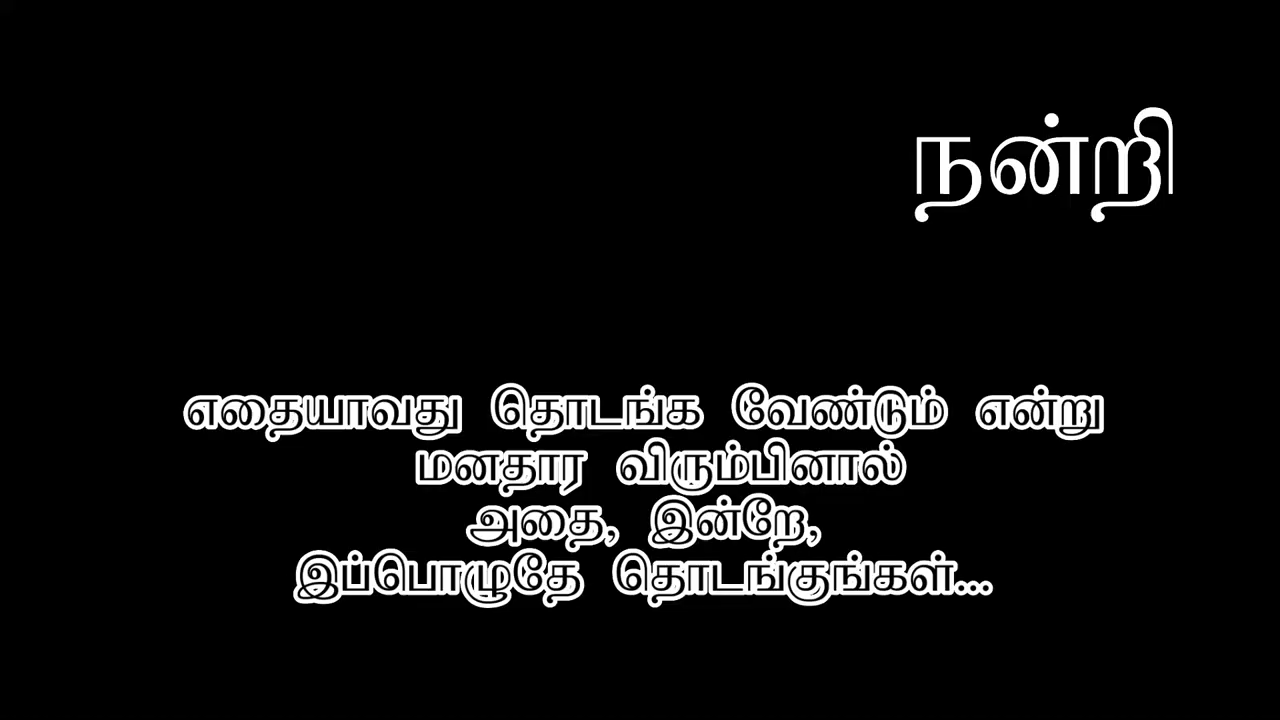 நன்றி
எதையாவது தொடங்க வேண்டும் என்று
மனதார விரும்பினால்
அதை, இன்றே,
இப்பொழுதே தொடங்குங்கள்...